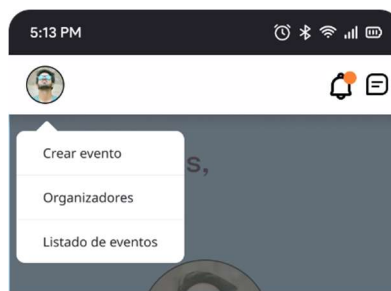 5:13 PM
Crear evento
s,
Organizadores
Listado de eventos